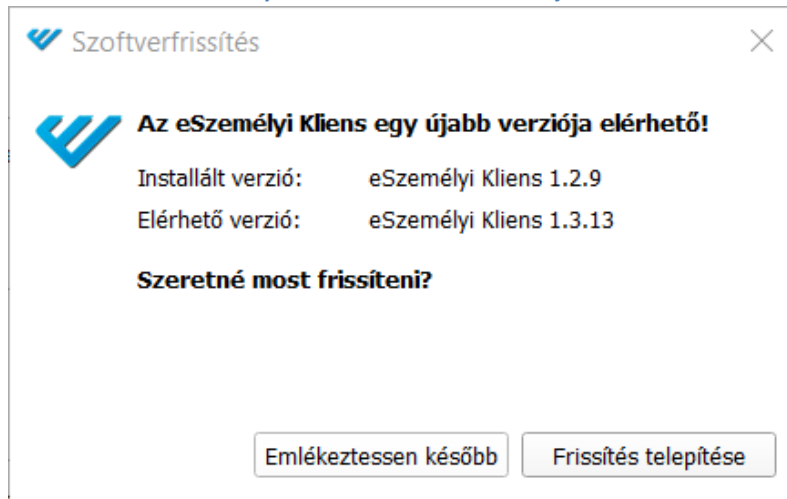 Szoftverfrissítés
Az eSzemélyi Kliens egy újabb verziója elérhető!
Installált verzió: eSzemélyi Kliens 1.2.9
Elérhető verzió: eSzemélyi Kliens 1.3.13
Szeretné most frissíteni?
Emlékeztessen később Frissítés telepítése